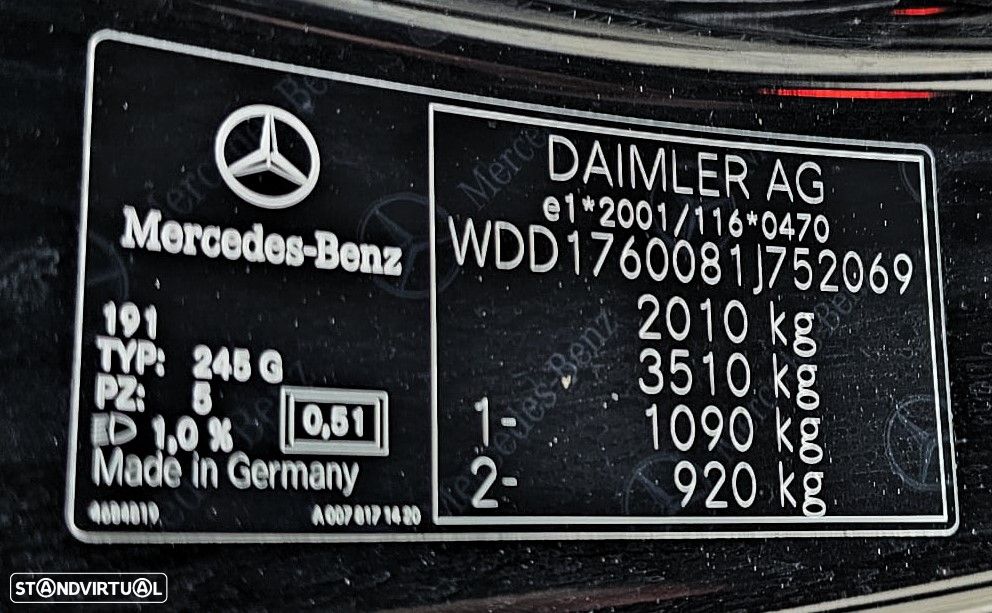 Mercedes-Benz
191
TYP: 245 G
PZ: 5
1,0 %
0,51
Made in Germany
A 007 817 14 20
DAIMLER AG
e1*2001/116*0470
WDD1760081J752069
2010 kg
3510 kg
1- 1090 kg
2- 920 kg
STANDVIRTUAL